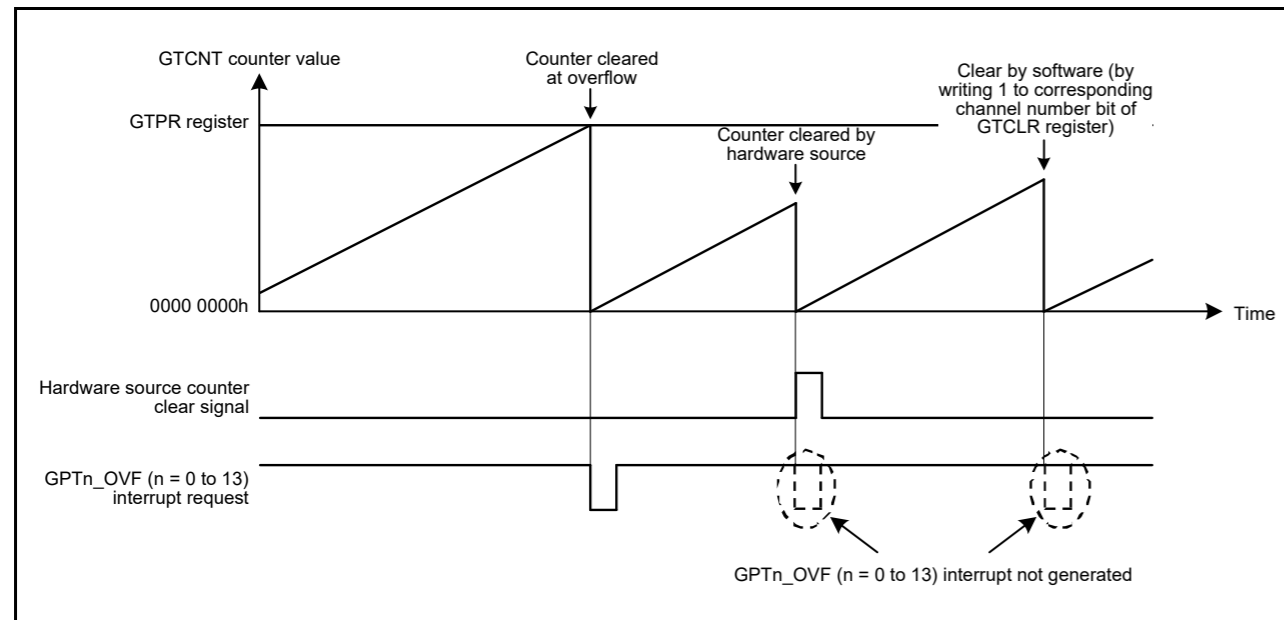 GTCNT counter value
Counter cleared
at overflow
Clear by software (by
writing 1 to corresponding
channel number bit of
GTCLR register)
GTPR register
Counter cleared by
hardware source
0000 0000h
Time
Hardware source counter
clear signal
GPTn_OVF (n = 0 to 13)
interrupt request
GPTn_OVF (n = 0 to 13) interrupt not generated